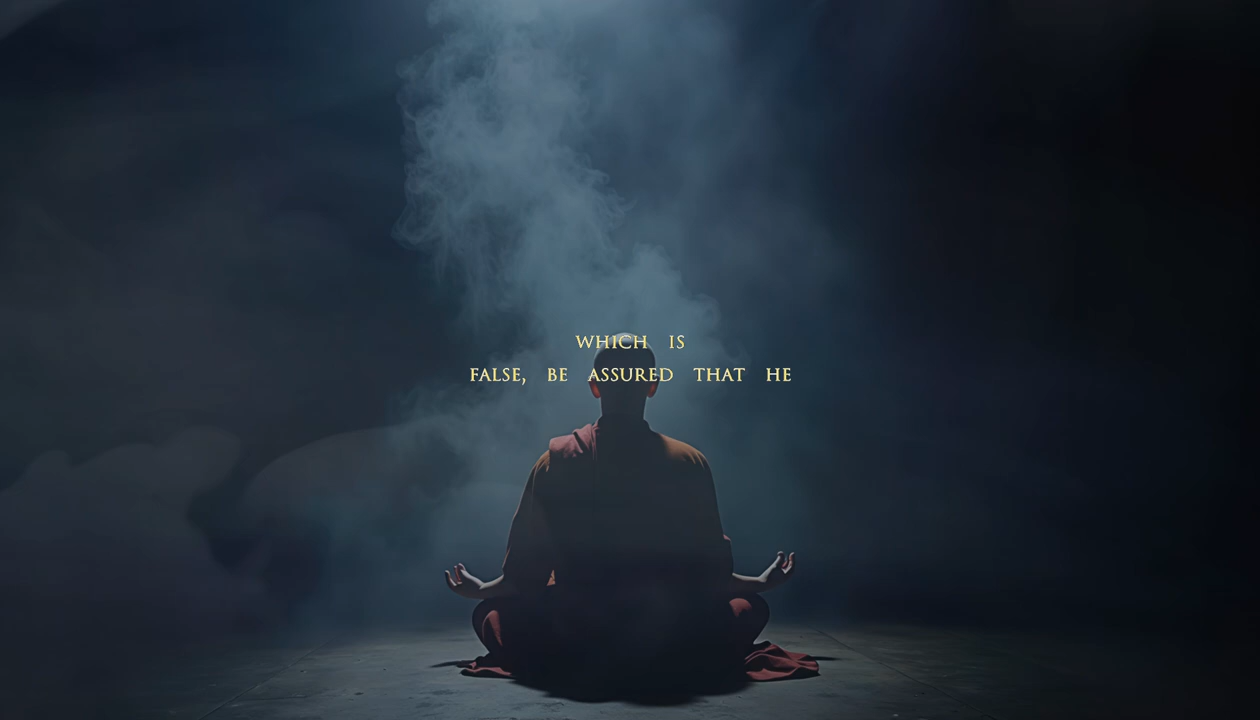 WHICH IS
FALSE, BE ASSURED THAT HE